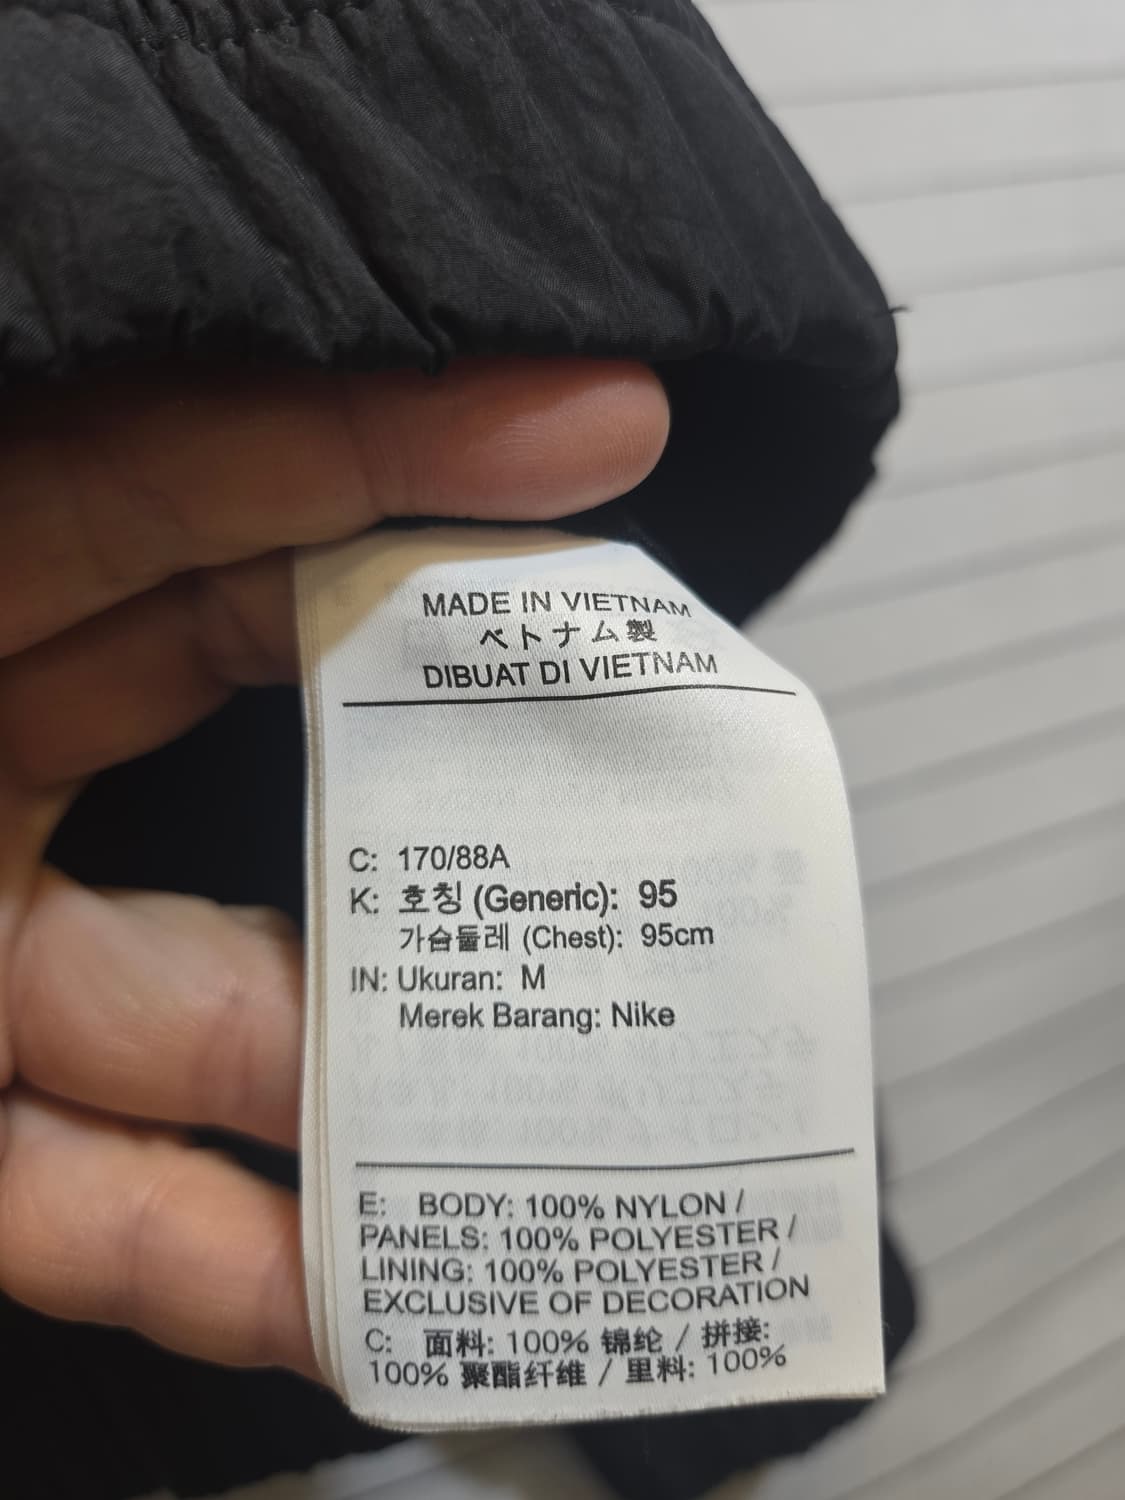 MADE IN VIETNAM
ベトナム製
DIBUAT DI VIETNAM
C: 170/88A
K: 호칭 (Generic): 95
가슴둘레 (Chest): 95cm
IN: Ukuran: M
Merek Barang: Nike
E: BODY: 100% NYLON /
PANELS: 100% POLYESTER /
LINING: 100% POLYESTER /
EXCLUSIVE OF DECORATION
C: 面料: 100% 锦纶 / 拼接:
100% 聚酯纤维 / 里料: 100%